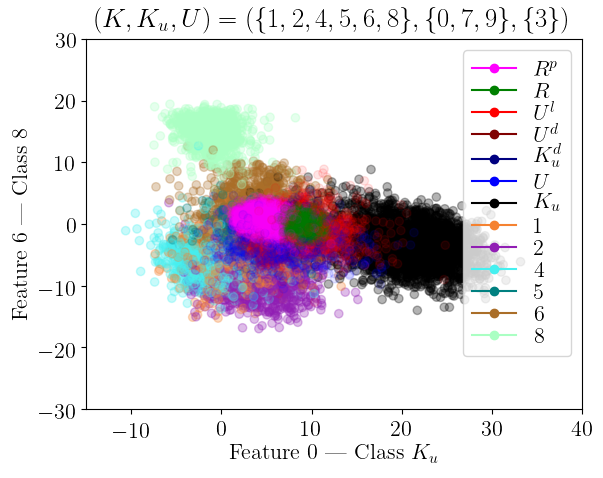 (K, K_u, U) = ({1, 2, 4, 5, 6, 8}, {0, 7, 9}, {3})
30
20
10
0
−10
−20
−30
Feature 6 — Class 8
R^p
R
U^l
U^d
K_u^d
U
K_u
1
2
4
5
6
8
−10
0
10
20
30
40
Feature 0 — Class K_u